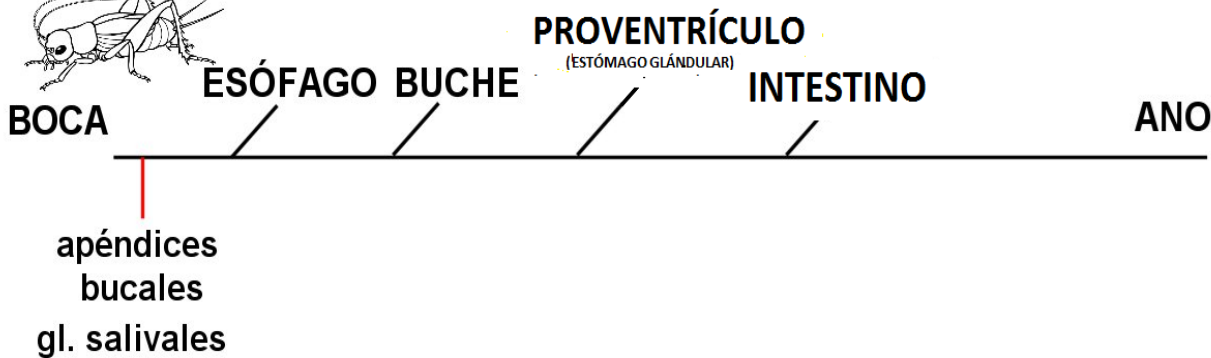 PROVENTRÍCULO
(ESTÓMAGO GLÁNDULAR)
ESÓFAGO
BUCHE
INTESTINO
BOCA
ANO
apéndices
bucales
gl. salivales